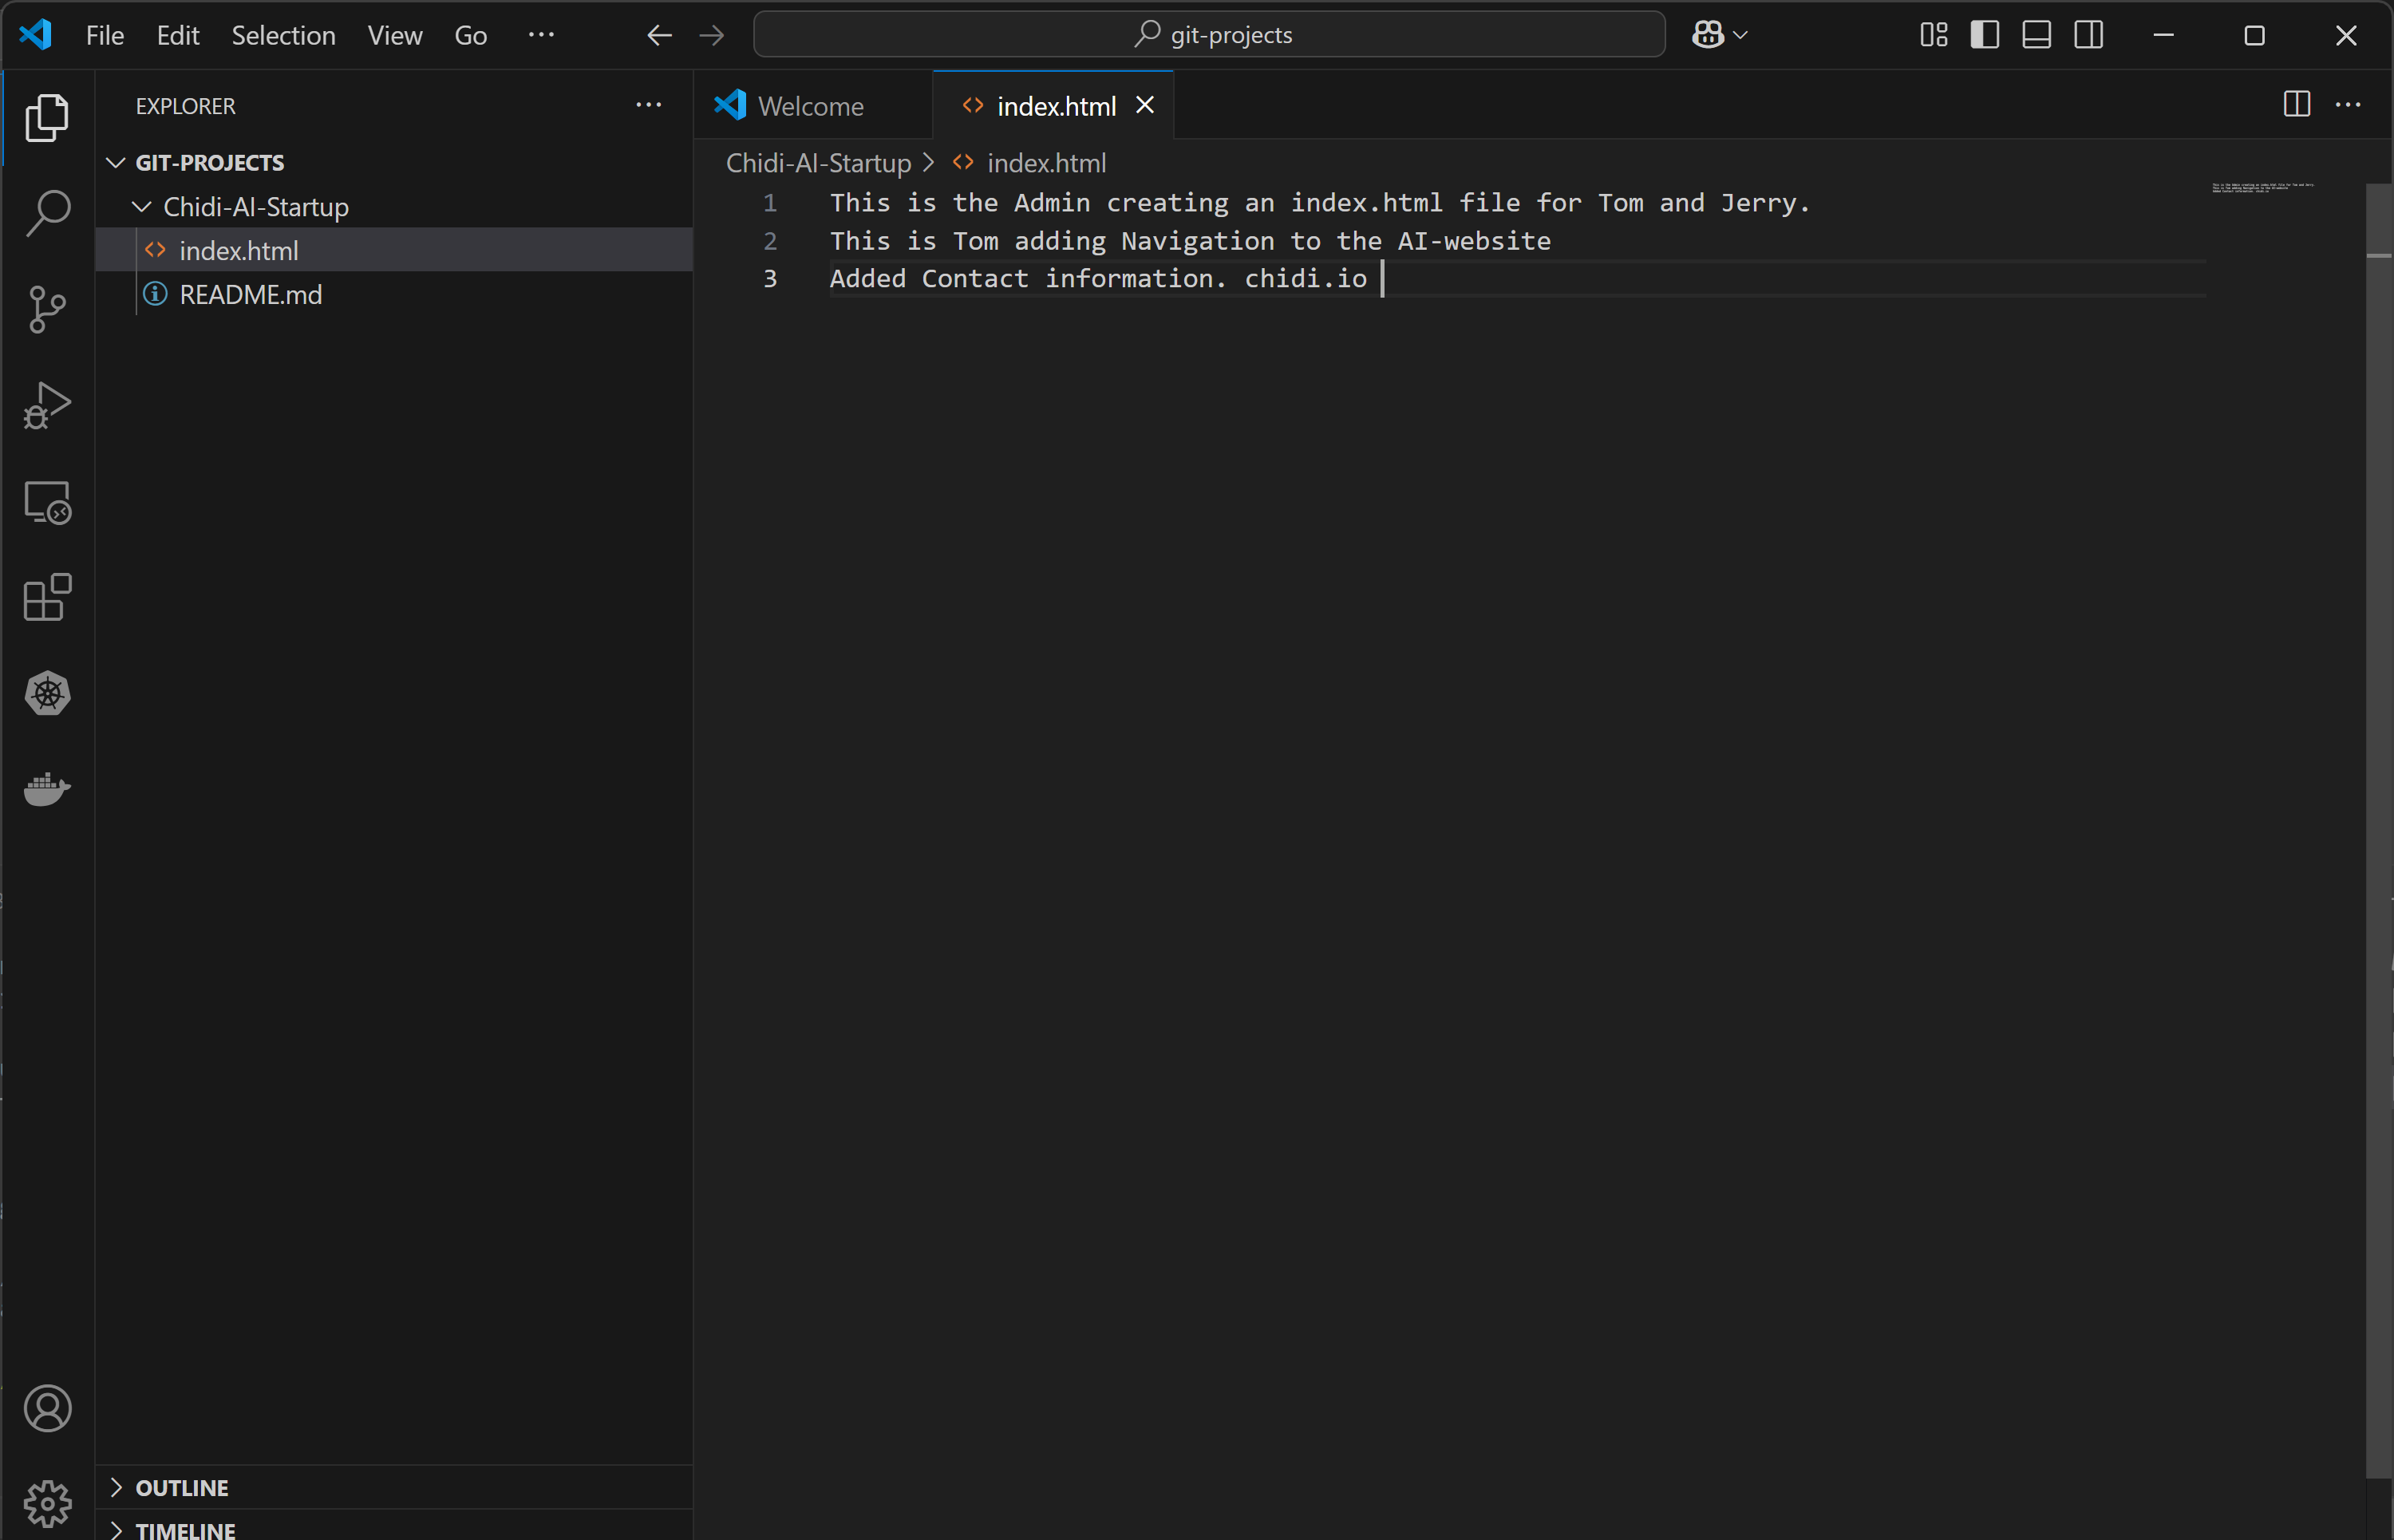 File Edit Selection View Go ... git-projects
EXPLORER ...
Welcome index.html
GIT-PROJECTS
Chidi-AI-Startup
index.html
README.md
OUTLINE
TIMELINE
Chidi-AI-Startup > index.html
1 This is the Admin creating an index.html file for Tom and Jerry.
2 This is Tom adding Navigation to the AI-website
3 Added Contact information. chidi.io